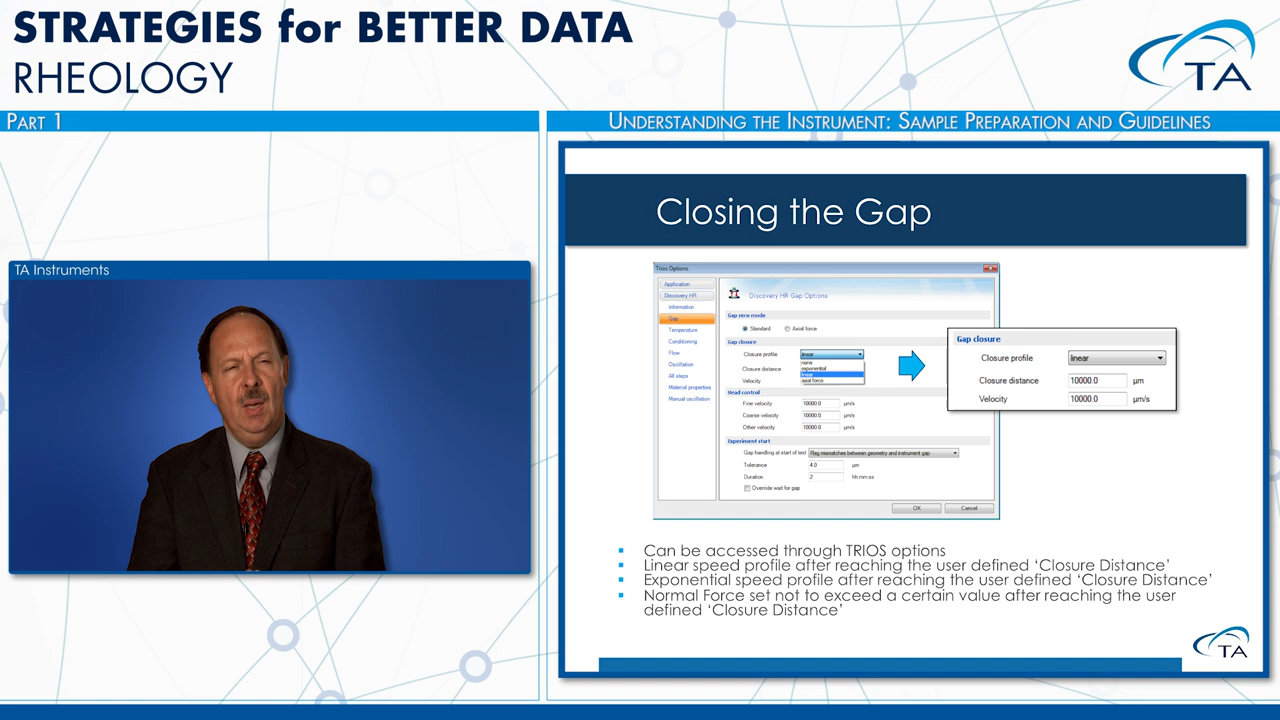 STRATEGIES for BETTER DATA
RHEOLOGY
TA
PART 1
UNDERSTANDING THE INSTRUMENT: SAMPLE PREPARATION AND GUIDELINES
TA Instruments
Closing the Gap
Trios Options
Application
Discovery HR
Information
Gap
Temperature
Conditioning
Flow
Oscillation
All steps
Material properties
Manual oscillation
Discovery HR Gap Options
Gap zero mode
Standard Axial force
Gap closure
Closure profile linear
none
exponential
linear
axial force
Closure distance
Velocity
Head control
Fine velocity 10000.0 µm/s
Coarse velocity 10000.0 µm/s
Other velocity 10000.0 µm/s
Experiment start
Gap handling at start of test Flag mismatches between geometry and instrument gap
Tolerance 4.0 µm
Duration 2 hh:mm:ss
Override wait for gap
OK Cancel
Gap closure
Closure profile linear
Closure distance 10000.0 µm
Velocity 10000.0 µm/s
Can be accessed through TRIOS options
Linear speed profile after reaching the user defined ‘Closure Distance’
Exponential speed profile after reaching the user defined ‘Closure Distance’
Normal Force set not to exceed a certain value after reaching the user
defined ‘Closure Distance’
TA